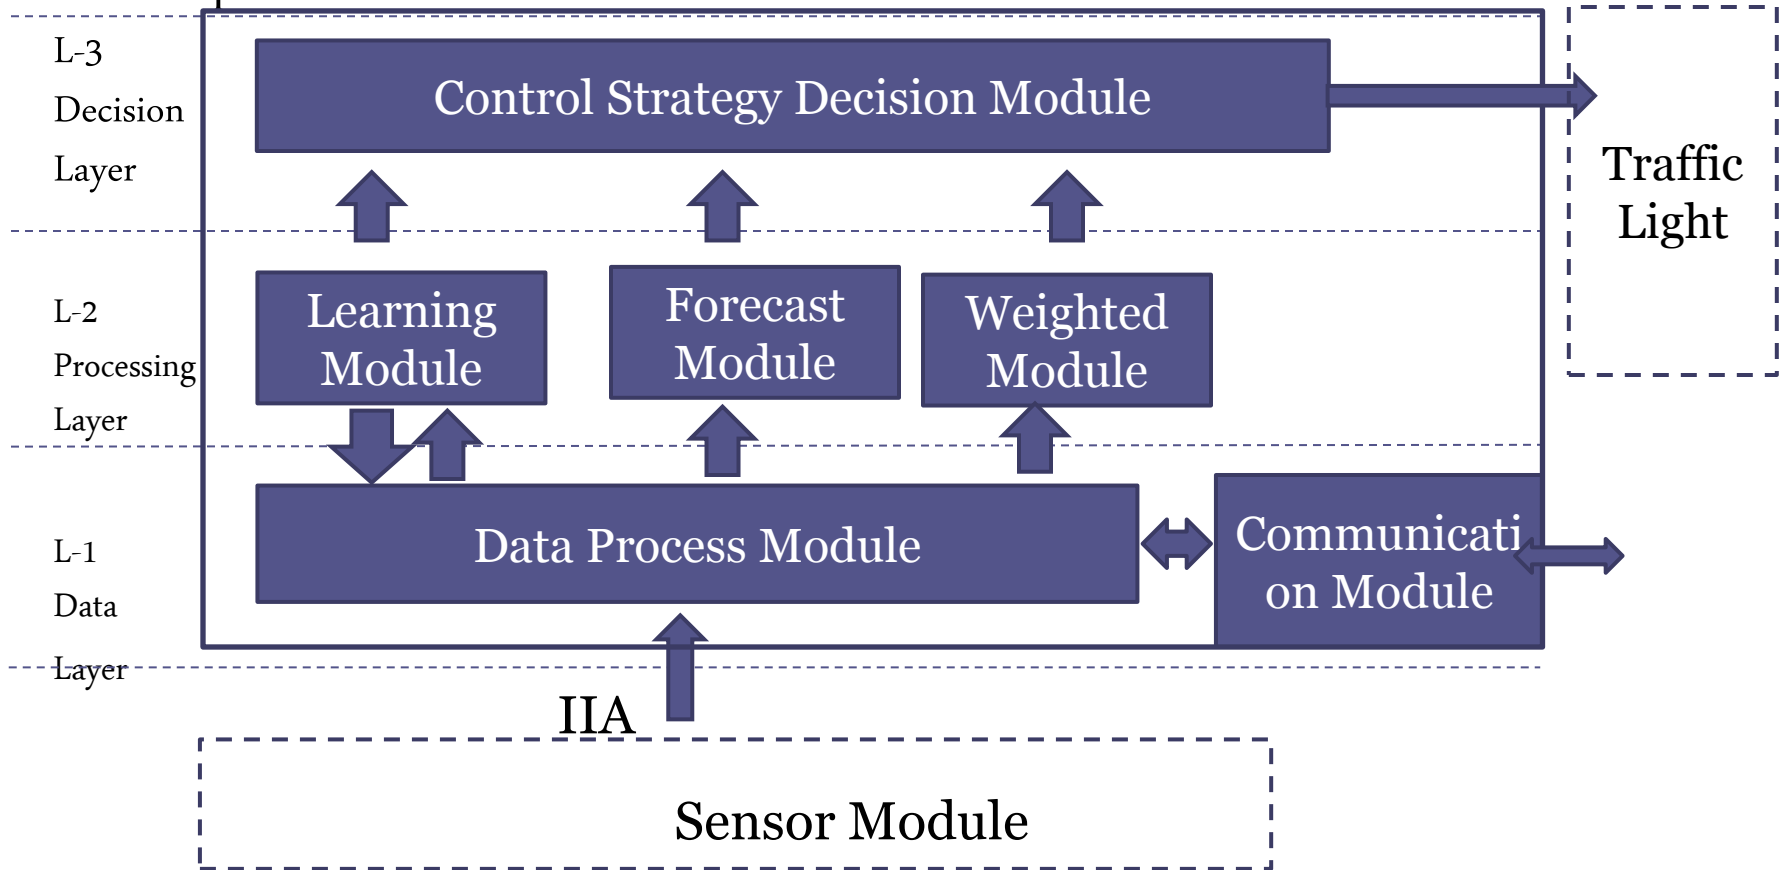 L-3
Decision
Layer
Control Strategy Decision Module
Traffic
Light
L-2
Processing
Layer
Learning
Module
Forecast
Module
Weighted
Module
L-1
Data
Layer
Data Process Module
Communicati
on Module
IIA
Sensor Module